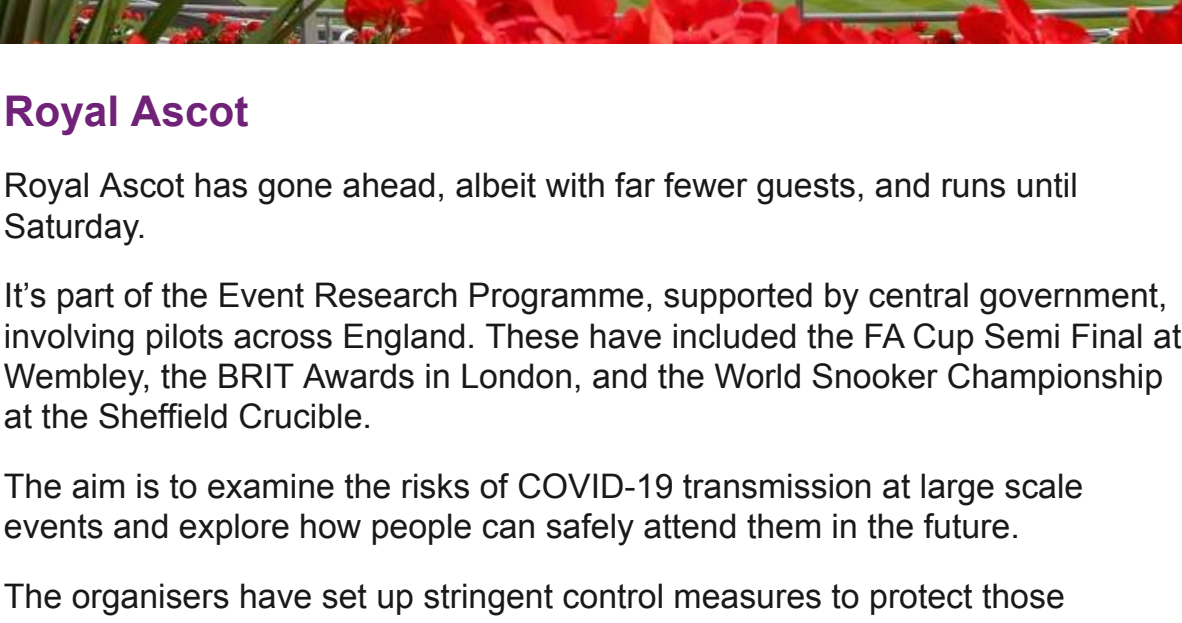 Royal Ascot
Royal Ascot has gone ahead, albeit with far fewer guests, and runs until
Saturday.
It’s part of the Event Research Programme, supported by central government,
involving pilots across England. These have included the FA Cup Semi Final at
Wembley, the BRIT Awards in London, and the World Snooker Championship
at the Sheffield Crucible.
The aim is to examine the risks of COVID-19 transmission at large scale
events and explore how people can safely attend them in the future.
The organisers have set up stringent control measures to protect those